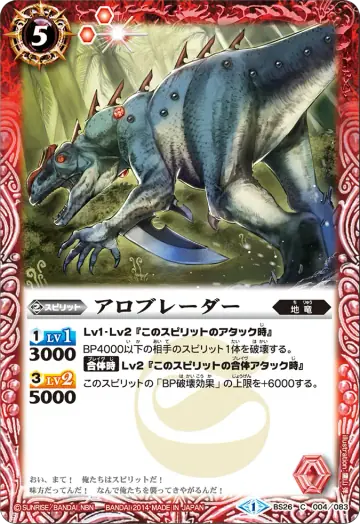 5
②スピリット
アロブレーダー
地竜
ち りゅう
1 LV1
3000
Lv1・Lv2『このスピリットのアタック時』
BP4000以下の相手のスピリット1体を破壊する。
合体時 Lv2『このスピリットの合体アタック時』
3 LV2
5000
このスピリットの「BP破壊効果」の上限を+6000する。
おい、まて! 俺たちはスピリットだ!
味方ってんだろ! なんで俺たちを襲ってきやがるんだ!
©SUNRISE/BANDAI,NBN BANDAI 2014・MADE IN JAPAN
1 BS26 C 004/083